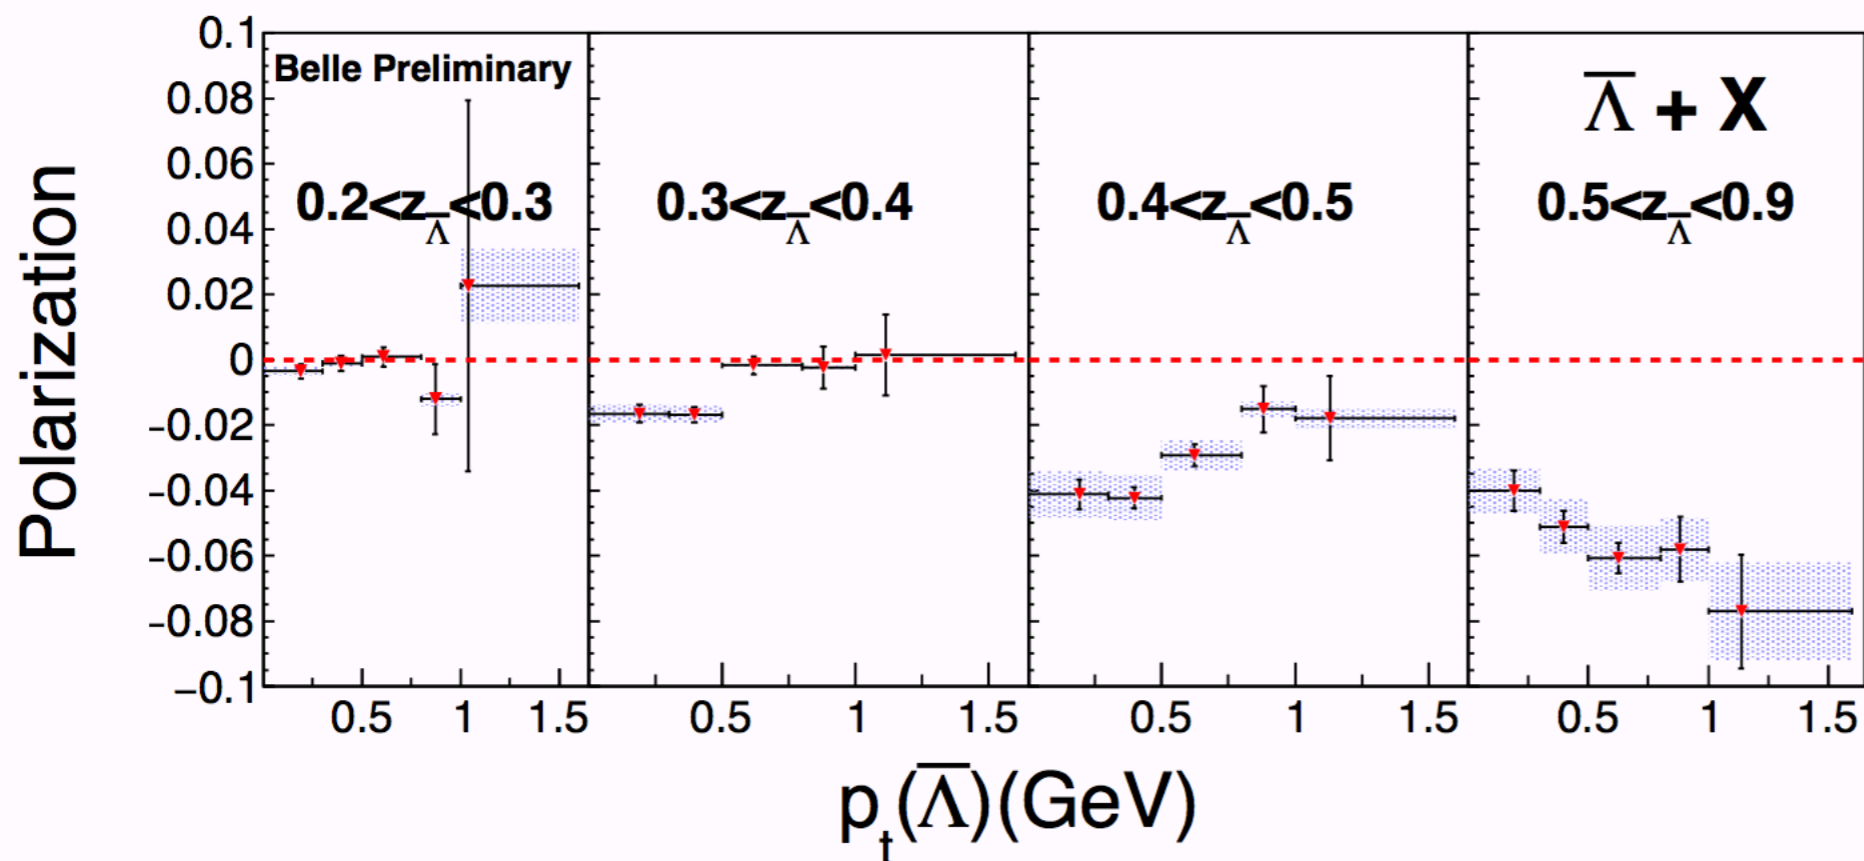 Polarization
0.1
0.08
0.06
0.04
0.02
0
−0.02
−0.04
−0.06
−0.08
−0.1
Belle Preliminary
Λ̅ + X
0.2<z_Λ̅<0.3
0.3<z_Λ̅<0.4
0.4<z_Λ̅<0.5
0.5<z_Λ̅<0.9
0.5 1 1.5
0.5 1 1.5
0.5 1 1.5
0.5 1 1.5
p_t(Λ̅)(GeV)